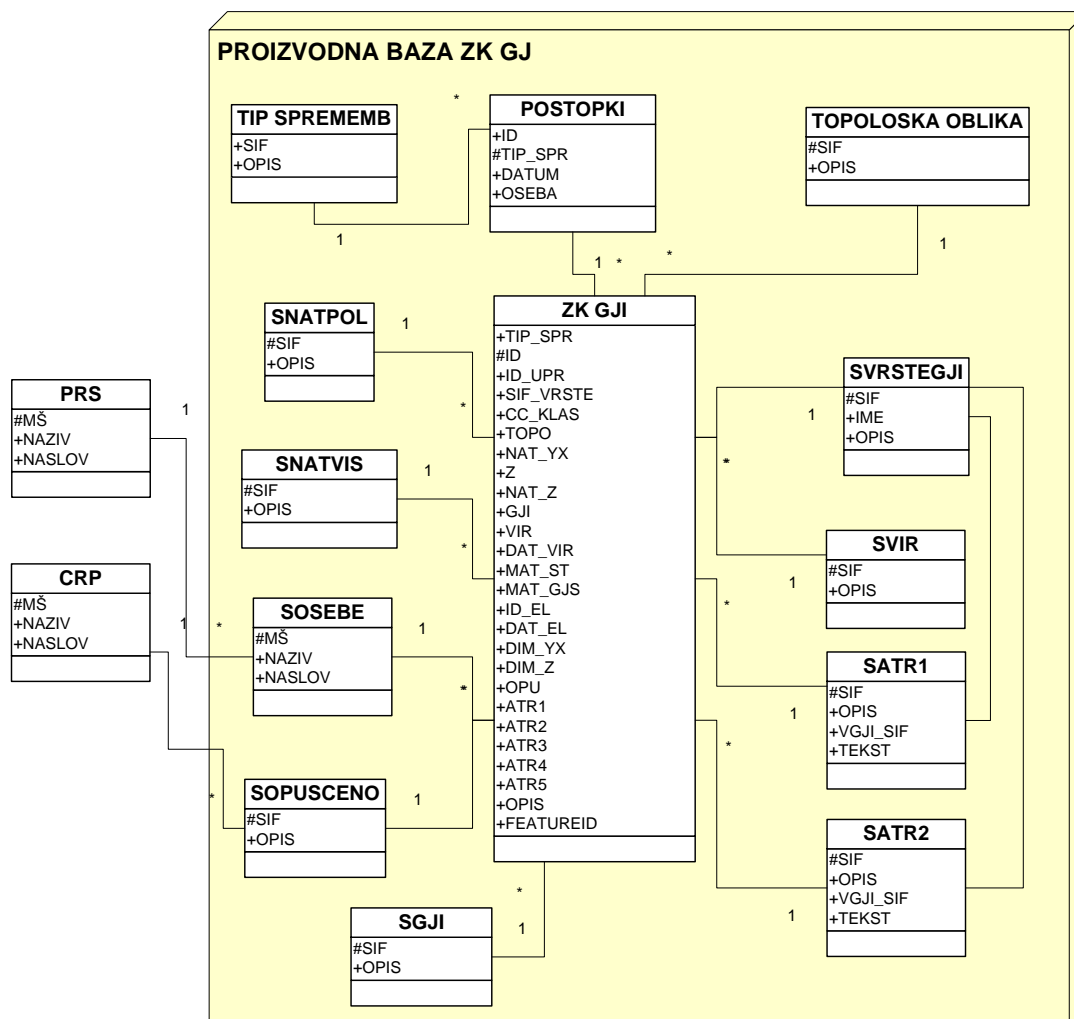 PROIZVODNA BAZA ZK GJ
TIP SPREMEMB
+SIF
+OPIS
*
POSTOPKI
+ID
#TIP_SPR
+DATUM
+OSEBA
TOPOLOSKA OBLIKA
#SIF
+OPIS
1
1
*
*
1
SNATPOL
#SIF
+OPIS
1
*
ZK GJI
+TIP_SPR
#ID
+ID_UPR
+SIF_VRSTE
+CC_KLAS
+TOPO
+NAT_YX
+Z
+NAT_Z
+GJI
+VIR
+DAT_VIR
+MAT_ST
+MAT_GJS
+ID_EL
+DAT_EL
+DIM_YX
+DIM_Z
+OPU
+ATR1
+ATR2
+ATR3
+ATR4
+ATR5
+OPIS
+FEATUREID
SVRSTEGJI
#SIF
+IME
+OPIS
1
*
*
PRS
#MŠ
+NAZIV
+NASLOV
1
SNATVIS
#SIF
+OPIS
1
*
SVIR
#SIF
+OPIS
1
CRP
#MŠ
+NAZIV
+NASLOV
1
*
SOSEBE
#MŠ
+NAZIV
+NASLOV
1
*
*
SATR1
#SIF
+OPIS
+VGJI_SIF
+TEKST
*
1
SOPUSCENO
#SIF
+OPIS
*
1
SATR2
#SIF
+OPIS
+VGJI_SIF
+TEKST
*
1
SGJI
#SIF
+OPIS
*
1